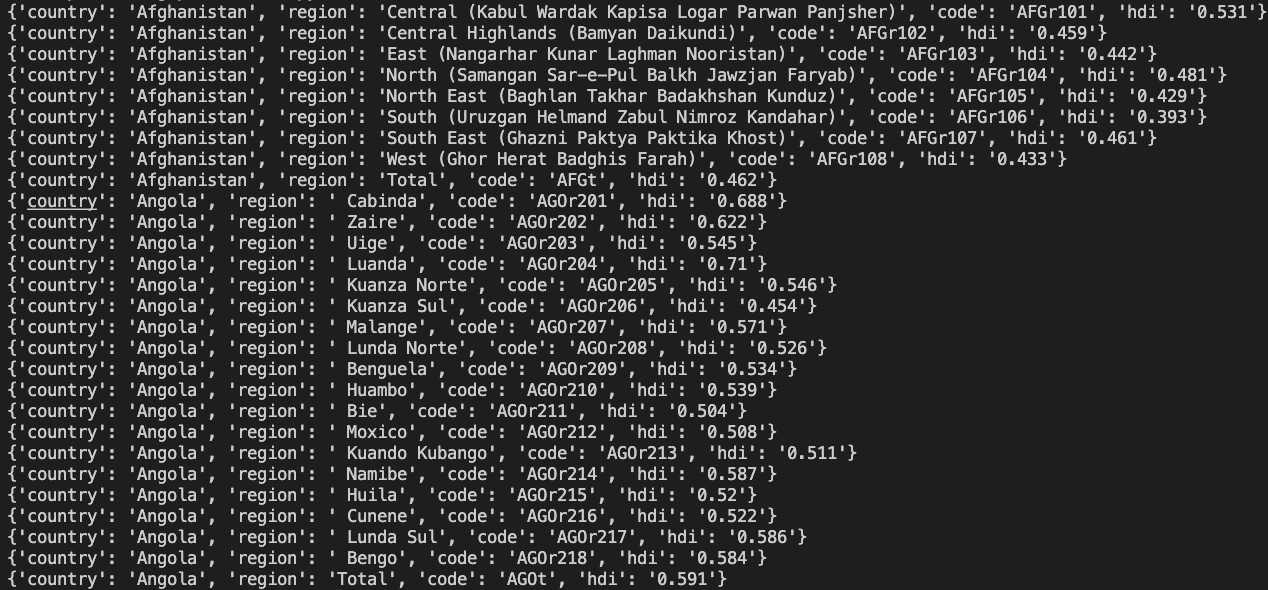 {'country': 'Afghanistan', 'region': 'Central (Kabul Wardak Kapisa Logar Parwan Panjsher)', 'code': 'AFGr101', 'hdi': '0.531'}
{'country': 'Afghanistan', 'region': 'Central Highlands (Bamyan Daikundi)', 'code': 'AFGr102', 'hdi': '0.459'}
{'country': 'Afghanistan', 'region': 'East (Nangarhar Kunar Laghman Nooristan)', 'code': 'AFGr103', 'hdi': '0.442'}
{'country': 'Afghanistan', 'region': 'North (Samangan Sar-e-Pul Balkh Jawzjan Faryab)', 'code': 'AFGr104', 'hdi': '0.481'}
{'country': 'Afghanistan', 'region': 'North East (Baghlan Takhar Badakhshan Kunduz)', 'code': 'AFGr105', 'hdi': '0.429'}
{'country': 'Afghanistan', 'region': 'South (Uruzgan Helmand Zabul Nimroz Kandahar)', 'code': 'AFGr106', 'hdi': '0.393'}
{'country': 'Afghanistan', 'region': 'South East (Ghazni Paktya Paktika Khost)', 'code': 'AFGr107', 'hdi': '0.461'}
{'country': 'Afghanistan', 'region': 'West (Ghor Herat Badghis Farah)', 'code': 'AFGr108', 'hdi': '0.433'}
{'country': 'Afghanistan', 'region': 'Total', 'code': 'AFGt', 'hdi': '0.462'}
{'country': 'Angola', 'region': ' Cabinda', 'code': 'AGOr201', 'hdi': '0.688'}
{'country': 'Angola', 'region': ' Zaire', 'code': 'AGOr202', 'hdi': '0.622'}
{'country': 'Angola', 'region': ' Uige', 'code': 'AGOr203', 'hdi': '0.545'}
{'country': 'Angola', 'region': ' Luanda', 'code': 'AGOr204', 'hdi': '0.71'}
{'country': 'Angola', 'region': ' Kuanza Norte', 'code': 'AGOr205', 'hdi': '0.546'}
{'country': 'Angola', 'region': ' Kuanza Sul', 'code': 'AGOr206', 'hdi': '0.454'}
{'country': 'Angola', 'region': ' Malange', 'code': 'AGOr207', 'hdi': '0.571'}
{'country': 'Angola', 'region': ' Lunda Norte', 'code': 'AGOr208', 'hdi': '0.526'}
{'country': 'Angola', 'region': ' Benguela', 'code': 'AGOr209', 'hdi': '0.534'}
{'country': 'Angola', 'region': ' Huambo', 'code': 'AGOr210', 'hdi': '0.539'}
{'country': 'Angola', 'region': ' Bie', 'code': 'AGOr211', 'hdi': '0.504'}
{'country': 'Angola', 'region': ' Moxico', 'code': 'AGOr212', 'hdi': '0.508'}
{'country': 'Angola', 'region': ' Kuando Kubango', 'code': 'AGOr213', 'hdi': '0.511'}
{'country': 'Angola', 'region': ' Namibe', 'code': 'AGOr214', 'hdi': '0.587'}
{'country': 'Angola', 'region': ' Huila', 'code': 'AGOr215', 'hdi': '0.52'}
{'country': 'Angola', 'region': ' Cunene', 'code': 'AGOr216', 'hdi': '0.522'}
{'country': 'Angola', 'region': ' Lunda Sul', 'code': 'AGOr217', 'hdi': '0.586'}
{'country': 'Angola', 'region': ' Bengo', 'code': 'AGOr218', 'hdi': '0.584'}
{'country': 'Angola', 'region': 'Total', 'code': 'AGOt', 'hdi': '0.591'}